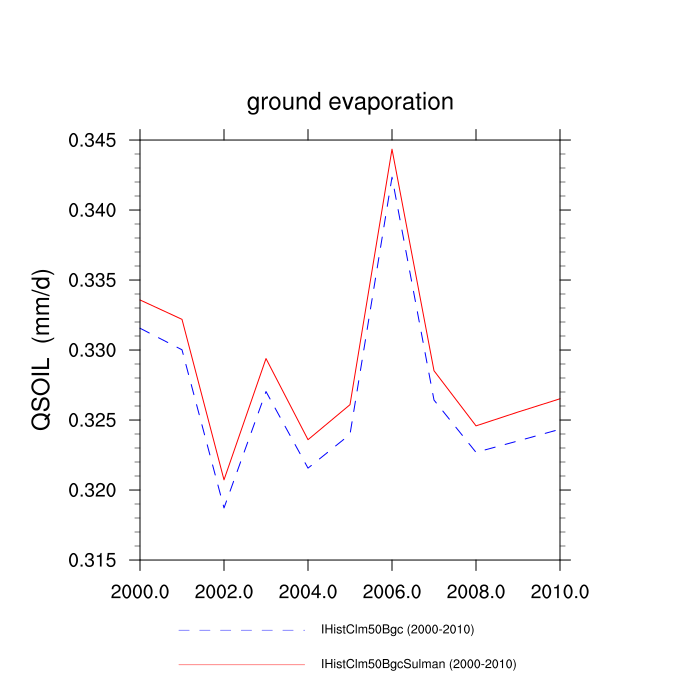 ground evaporation
QSOIL (mm/d)
0.345
0.340
0.335
0.330
0.325
0.320
0.315
2000.0 2002.0 2004.0 2006.0 2008.0 2010.0
IHistClm50Bgc (2000-2010)
IHistClm50BgcSulman (2000-2010)